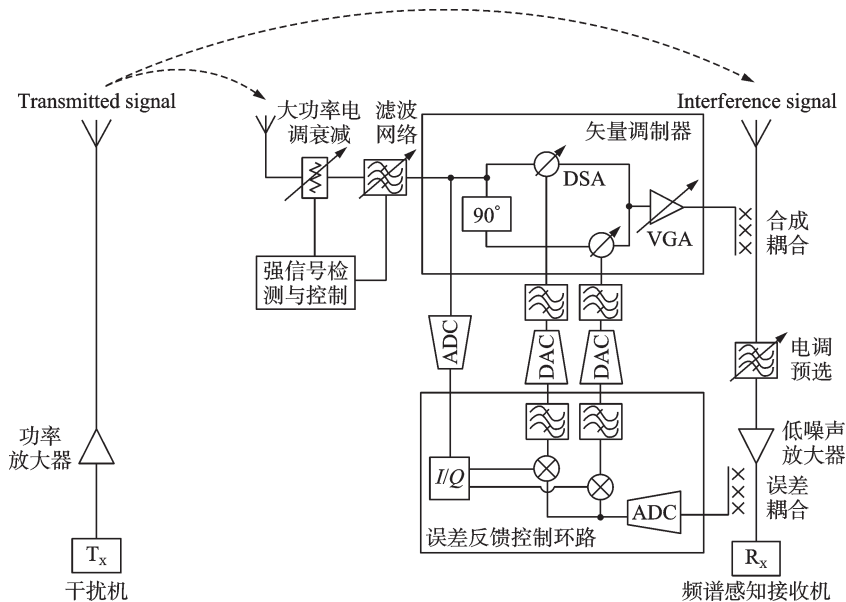 Transmitted signal
Interference signal
大功率电
调衰减
滤波
网络
矢量调制器
DSA
90°
VGA
合成
耦合
强信号检
测与控制
ADC
DAC
DAC
电调
预选
功率
放大器
低噪声
放大器
I/Q
ADC
误差
耦合
误差反馈控制环路
Tx
Rx
干扰机
频谱感知接收机